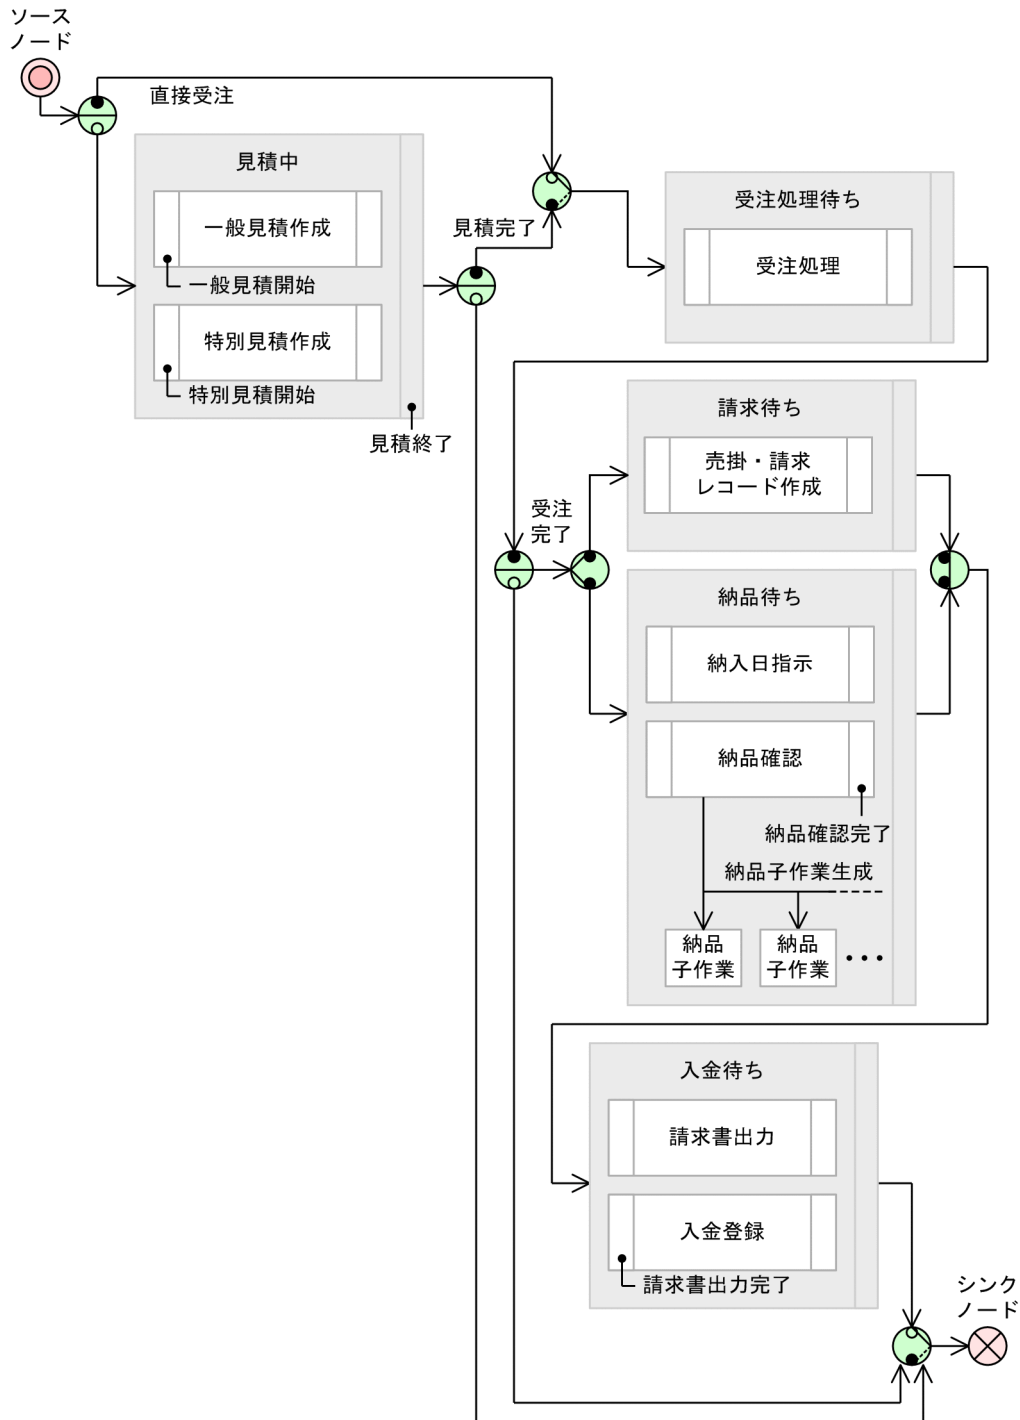 ソース
ノード
直接受注
見積中
一般見積作成
一般見積開始
特別見積作成
特別見積開始
見積終了
見積完了
受注処理待ち
受注処理
請求待ち
売掛・請求
レコード作成
受注
完了
納品待ち
納入日指示
納品確認
納品確認完了
納品子作業生成
納品
子作業
納品
子作業
•••
入金待ち
請求書出力
入金登録
請求書出力完了
シンク
ノード